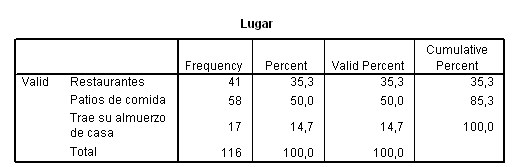 Lugar
Frequency Percent Valid Percent Cumulative Percent
Valid Restaurantes 41 35,3 35,3 35,3
Patios de comida 58 50,0 50,0 85,3
Trae su almuerzo de casa 17 14,7 14,7 100,0
Total 116 100,0 100,0